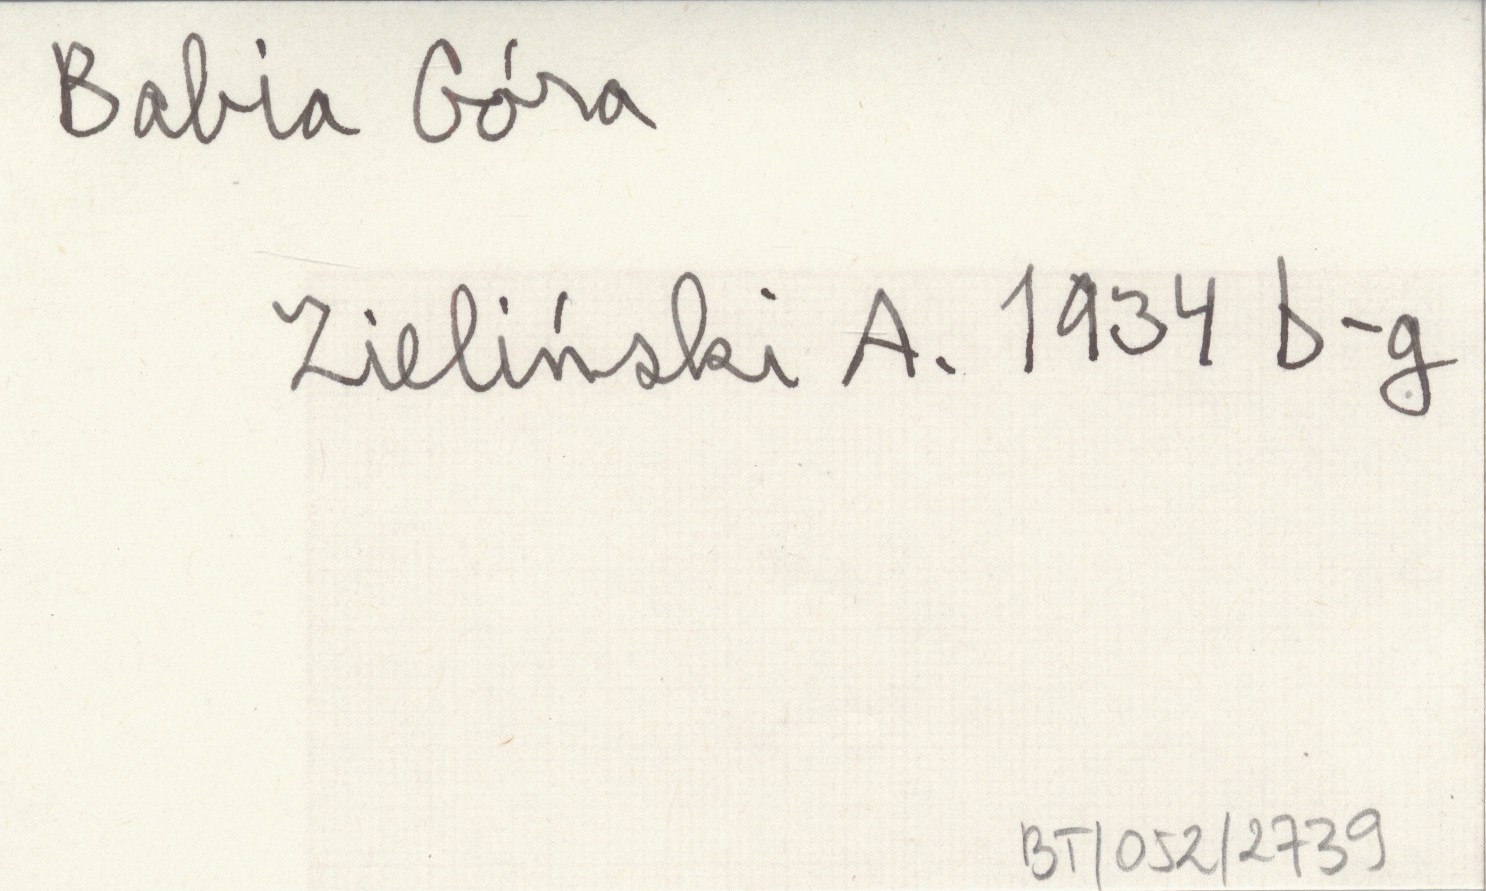 Babia Góra
Zieliński A. 1934 b-g
BT/052/2739